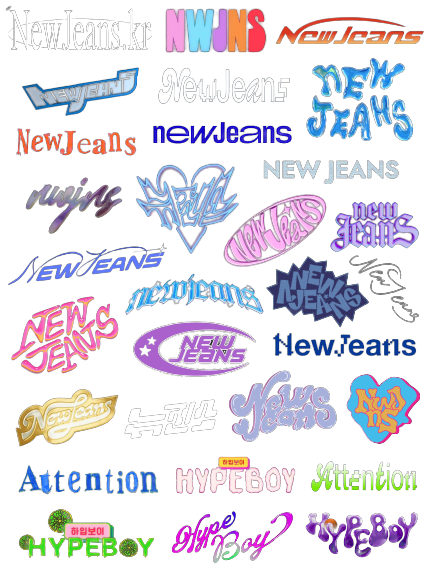 NewJeans.kr
NWJNS
NewJeans
NewJeans
NewJeans
NEW
JEANS
NewJeans
newJeans
NEW JEANS
nwjns
NewJeans
new
JeanS
NewJeans
NEWJEANS
newjeans
NEW
JEANS
NEW
JEANS
NEW
JEANS
NewJeans
NewJeans
뉴진스
New
Jeans
NWJNS
Attention
하입보이
HYPEBOY
Attention
하입보이
HYPEBOY
Hype
Boy
HYPEBOY